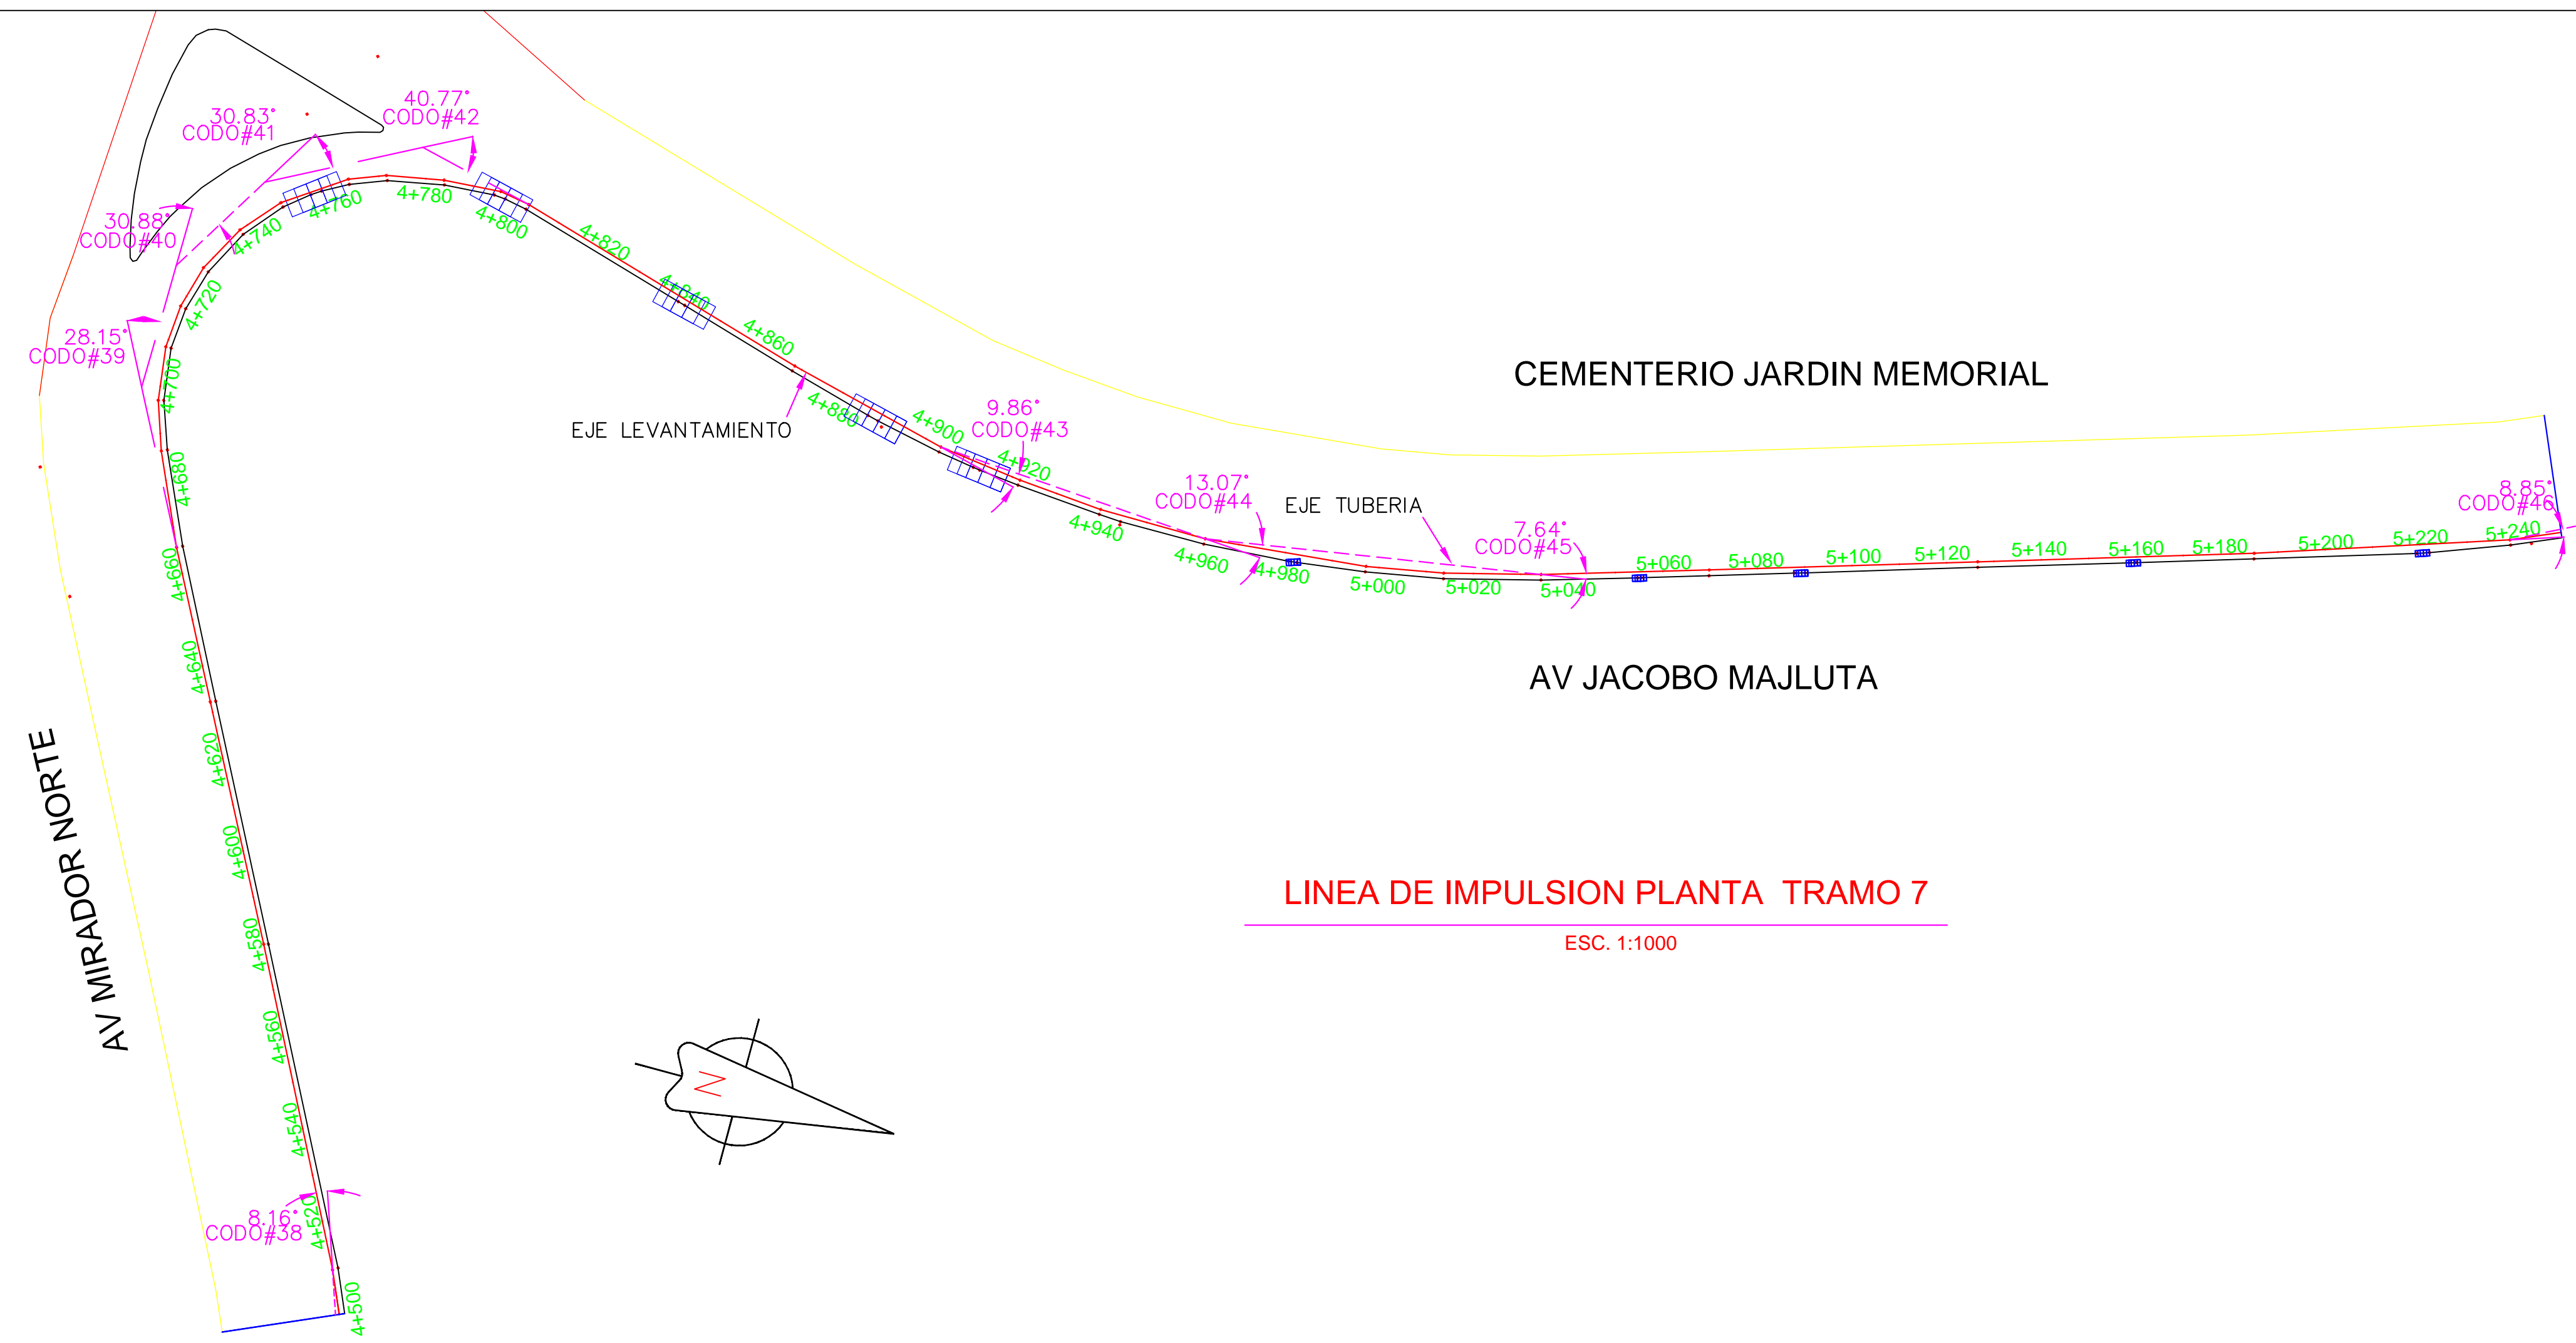 40.77°
CODO#42
30.83°
CODO#41
30.88°
CODO#40
28.15°
CODO#39
4+500
4+520
4+540
4+560
4+580
4+600
4+620
4+640
4+660
4+680
4+700
4+720
4+740
4+760
4+780
4+800
4+820
4+840
4+860
4+880
4+900
4+920
4+940
4+960
4+980
5+000
5+020
5+040
5+060
5+080
5+100
5+120
5+140
5+160
5+180
5+200
5+220
5+240
EJE LEVANTAMIENTO
9.86°
CODO#43
13.07°
CODO#44
EJE TUBERIA
7.64°
CODO#45
8.85°
CODO#46
CEMENTERIO JARDIN MEMORIAL
AV JACOBO MAJLUTA
AV MIRADOR NORTE
LINEA DE IMPULSION PLANTA TRAMO 7
ESC. 1:1000
N
8.16°
CODO#38